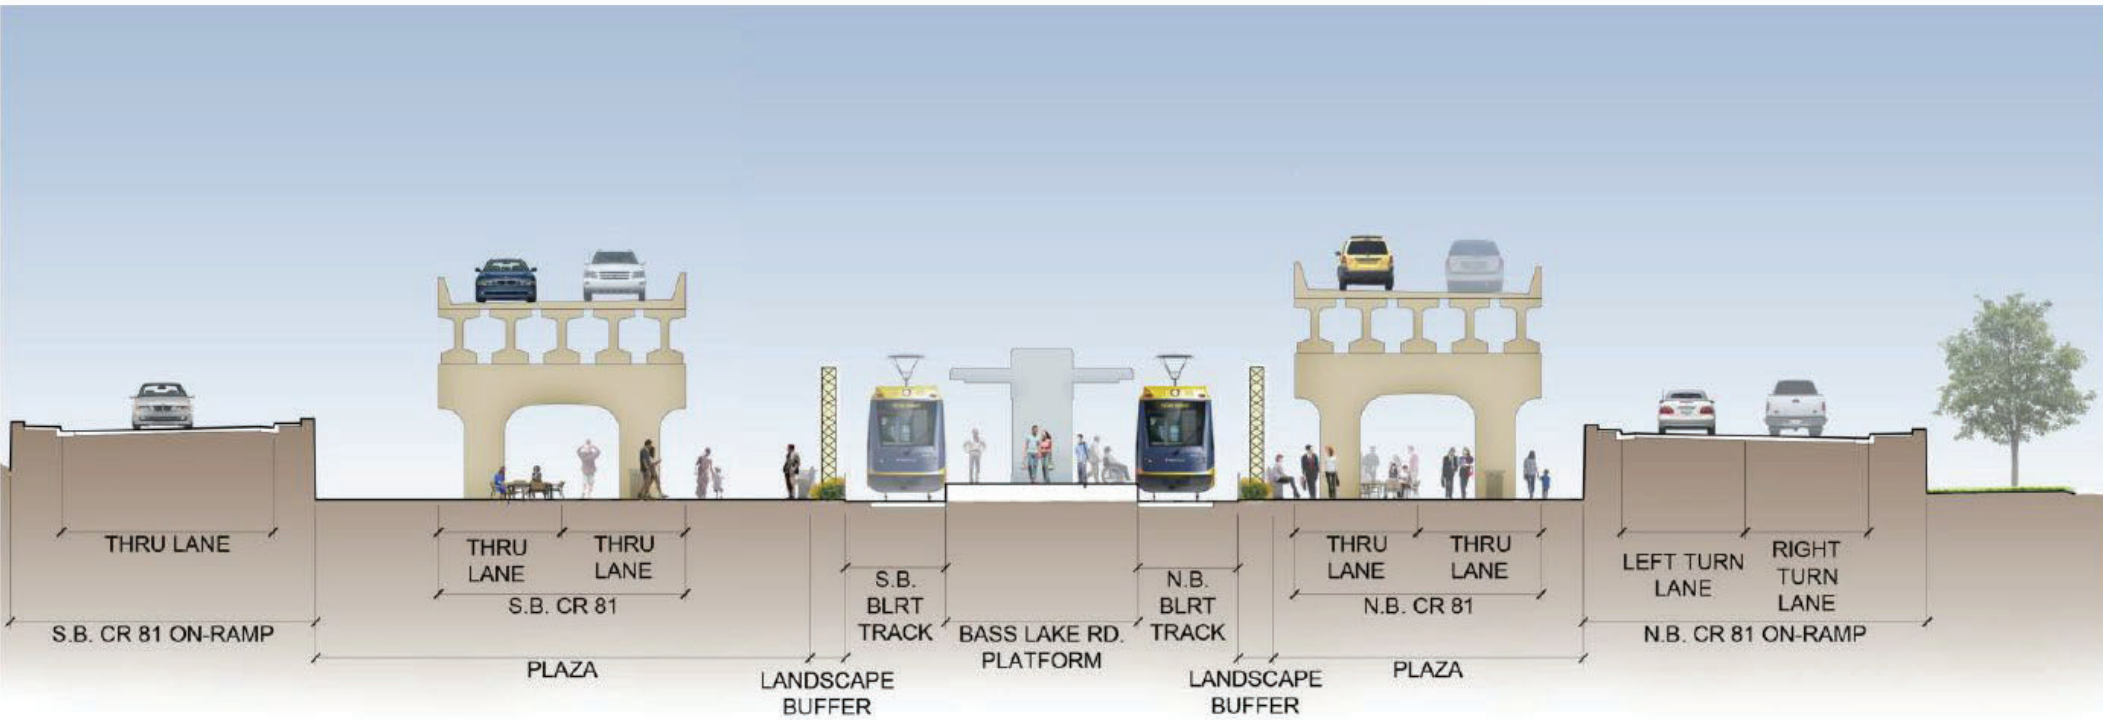 THRU LANE
THRU
LANE
THRU
LANE
S.B. CR 81
S.B. CR 81 ON-RAMP
PLAZA
LANDSCAPE
BUFFER
S.B.
BLRT
TRACK
BASS LAKE RD.
PLATFORM
N.B.
BLRT
TRACK
LANDSCAPE
BUFFER
THRU
LANE
THRU
LANE
N.B. CR 81
PLAZA
LEFT TURN
LANE
RIGHT
TURN
LANE
N.B. CR 81 ON-RAMP